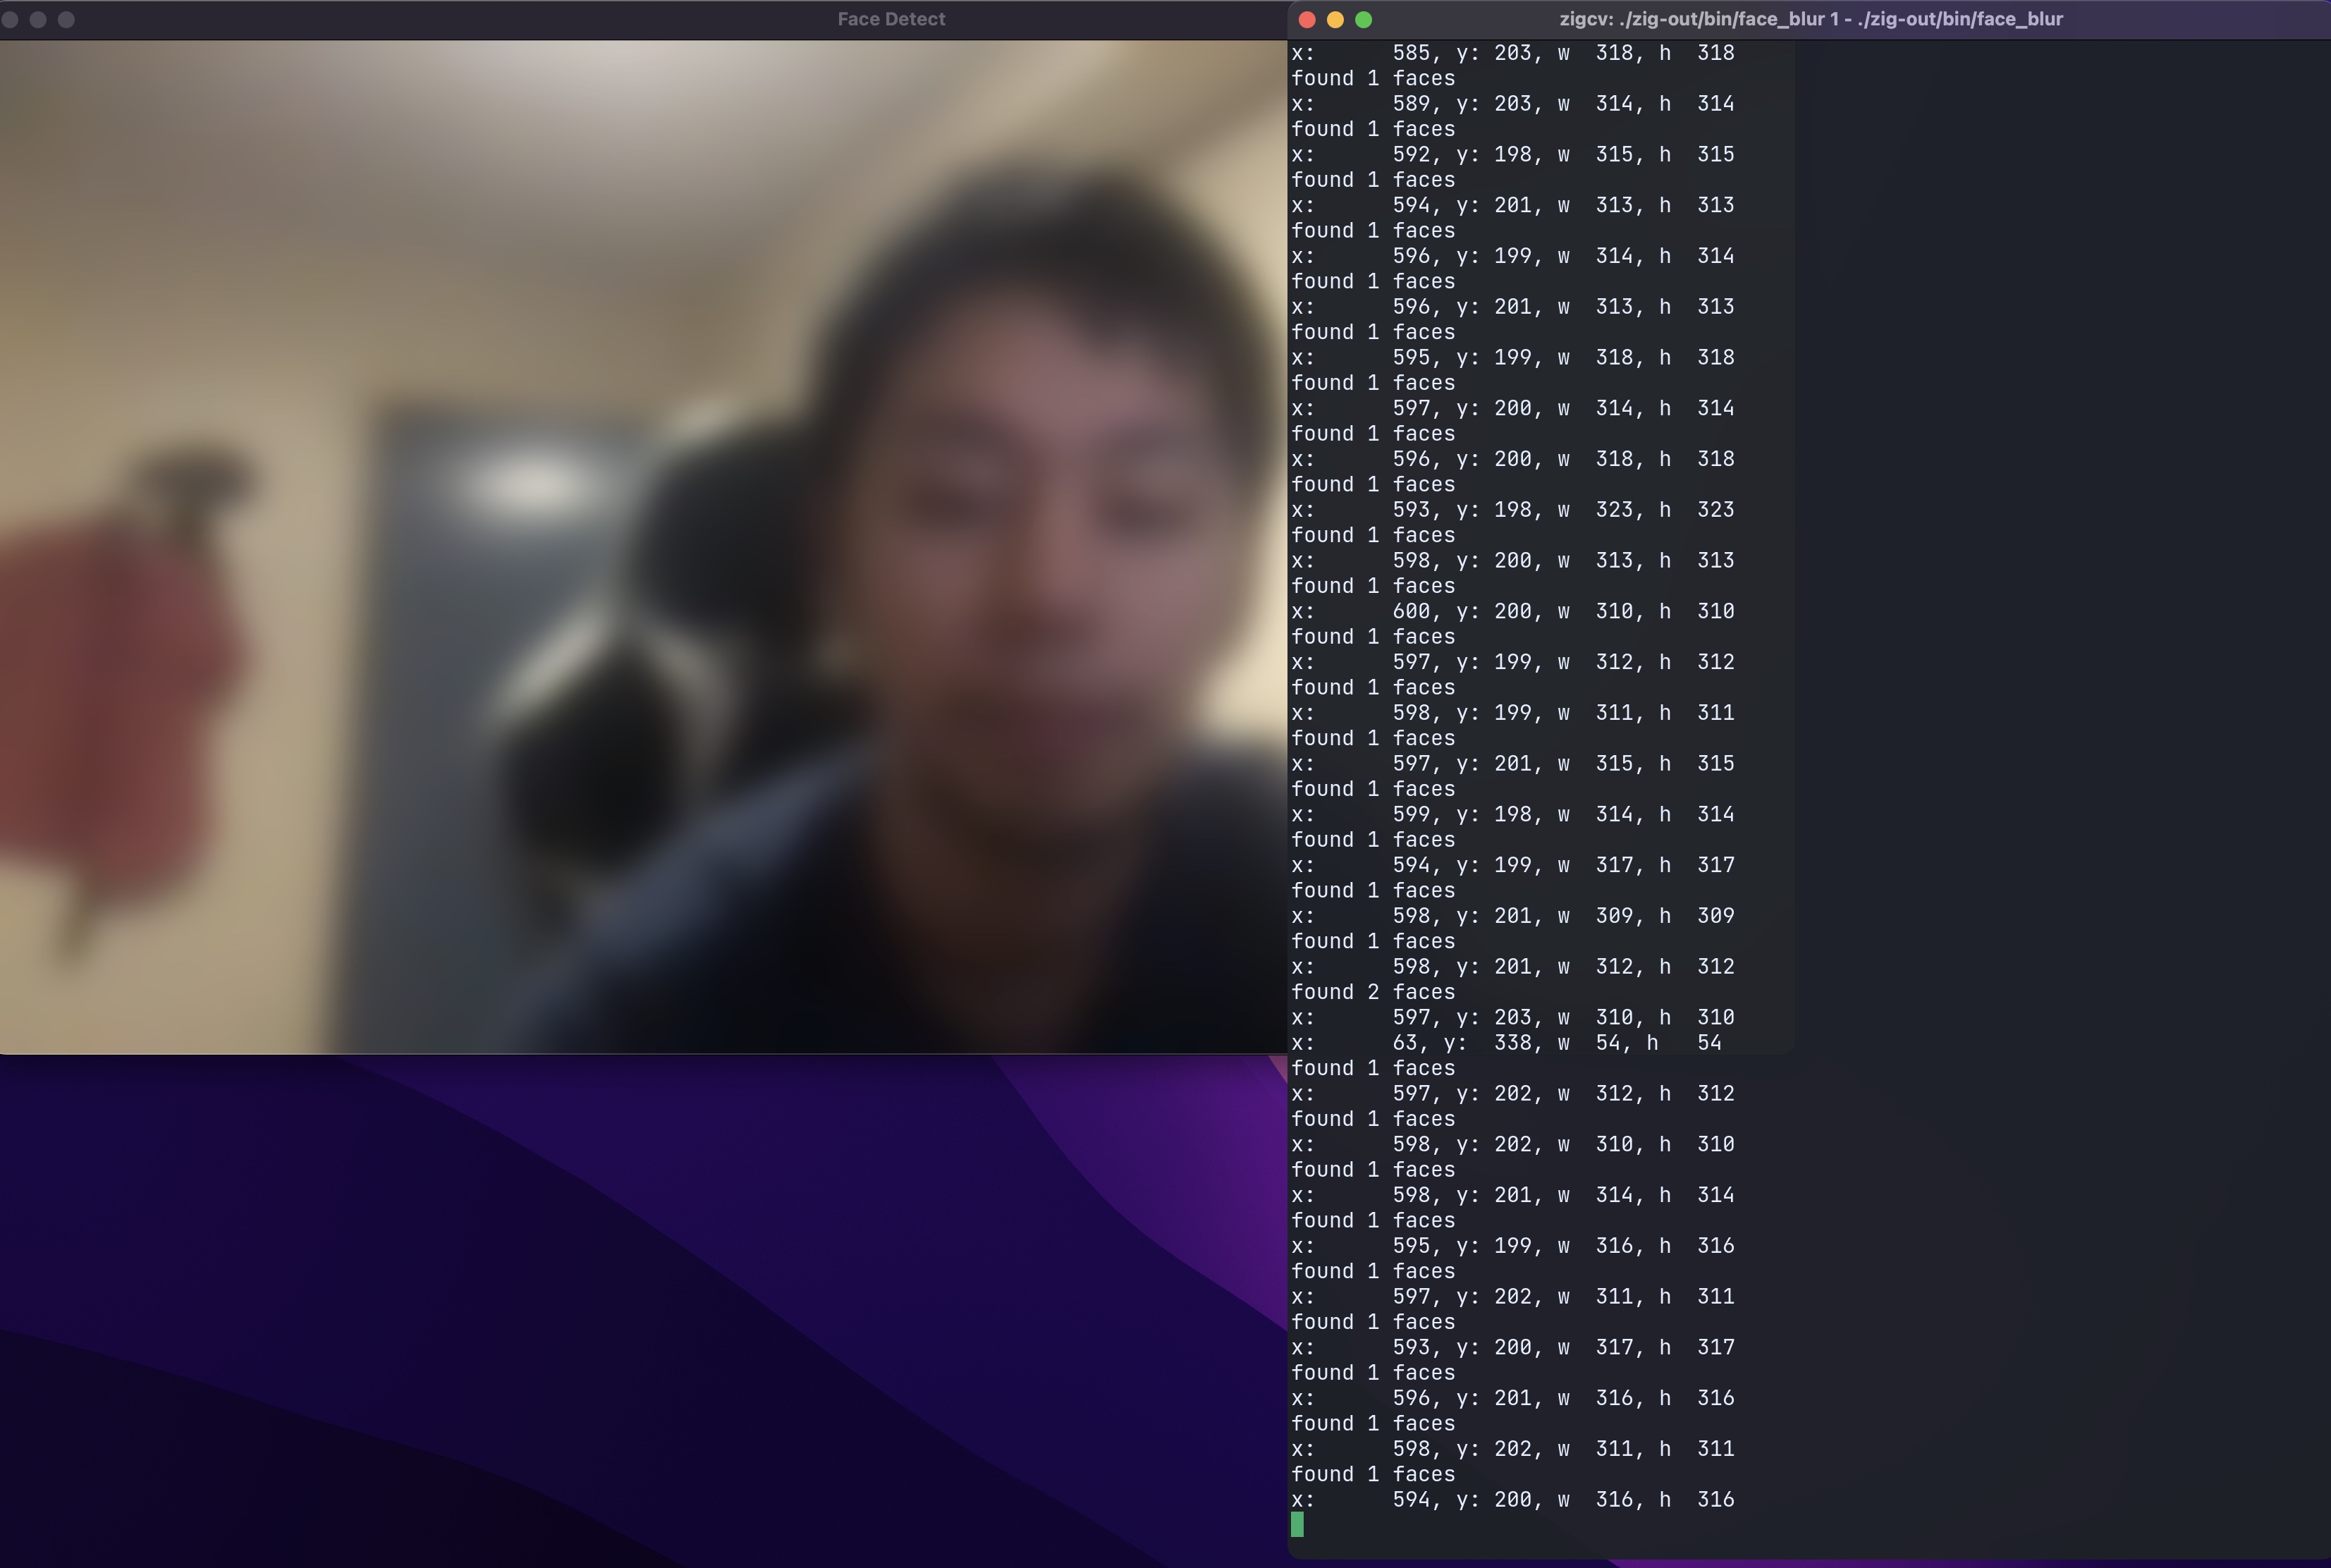 Face Detect
zigcv: ./zig-out/bin/face_blur 1 - ./zig-out/bin/face_blur
x: 585, y: 203, w 318, h 318
found 1 faces
x: 589, y: 203, w 314, h 314
found 1 faces
x: 592, y: 198, w 315, h 315
found 1 faces
x: 594, y: 201, w 313, h 313
found 1 faces
x: 596, y: 199, w 314, h 314
found 1 faces
x: 596, y: 201, w 313, h 313
found 1 faces
x: 595, y: 199, w 318, h 318
found 1 faces
x: 597, y: 200, w 314, h 314
found 1 faces
x: 596, y: 200, w 318, h 318
found 1 faces
x: 593, y: 198, w 323, h 323
found 1 faces
x: 598, y: 200, w 313, h 313
found 1 faces
x: 600, y: 200, w 310, h 310
found 1 faces
x: 597, y: 199, w 312, h 312
found 1 faces
x: 598, y: 199, w 311, h 311
found 1 faces
x: 597, y: 201, w 315, h 315
found 1 faces
x: 599, y: 198, w 314, h 314
found 1 faces
x: 594, y: 199, w 317, h 317
found 1 faces
x: 598, y: 201, w 309, h 309
found 1 faces
x: 598, y: 201, w 312, h 312
found 2 faces
x: 597, y: 203, w 310, h 310
x: 63, y: 338, w 54, h 54
found 1 faces
x: 597, y: 202, w 312, h 312
found 1 faces
x: 598, y: 202, w 310, h 310
found 1 faces
x: 598, y: 201, w 314, h 314
found 1 faces
x: 595, y: 199, w 316, h 316
found 1 faces
x: 597, y: 202, w 311, h 311
found 1 faces
x: 593, y: 200, w 317, h 317
found 1 faces
x: 596, y: 201, w 316, h 316
found 1 faces
x: 598, y: 202, w 311, h 311
found 1 faces
x: 594, y: 200, w 316, h 316